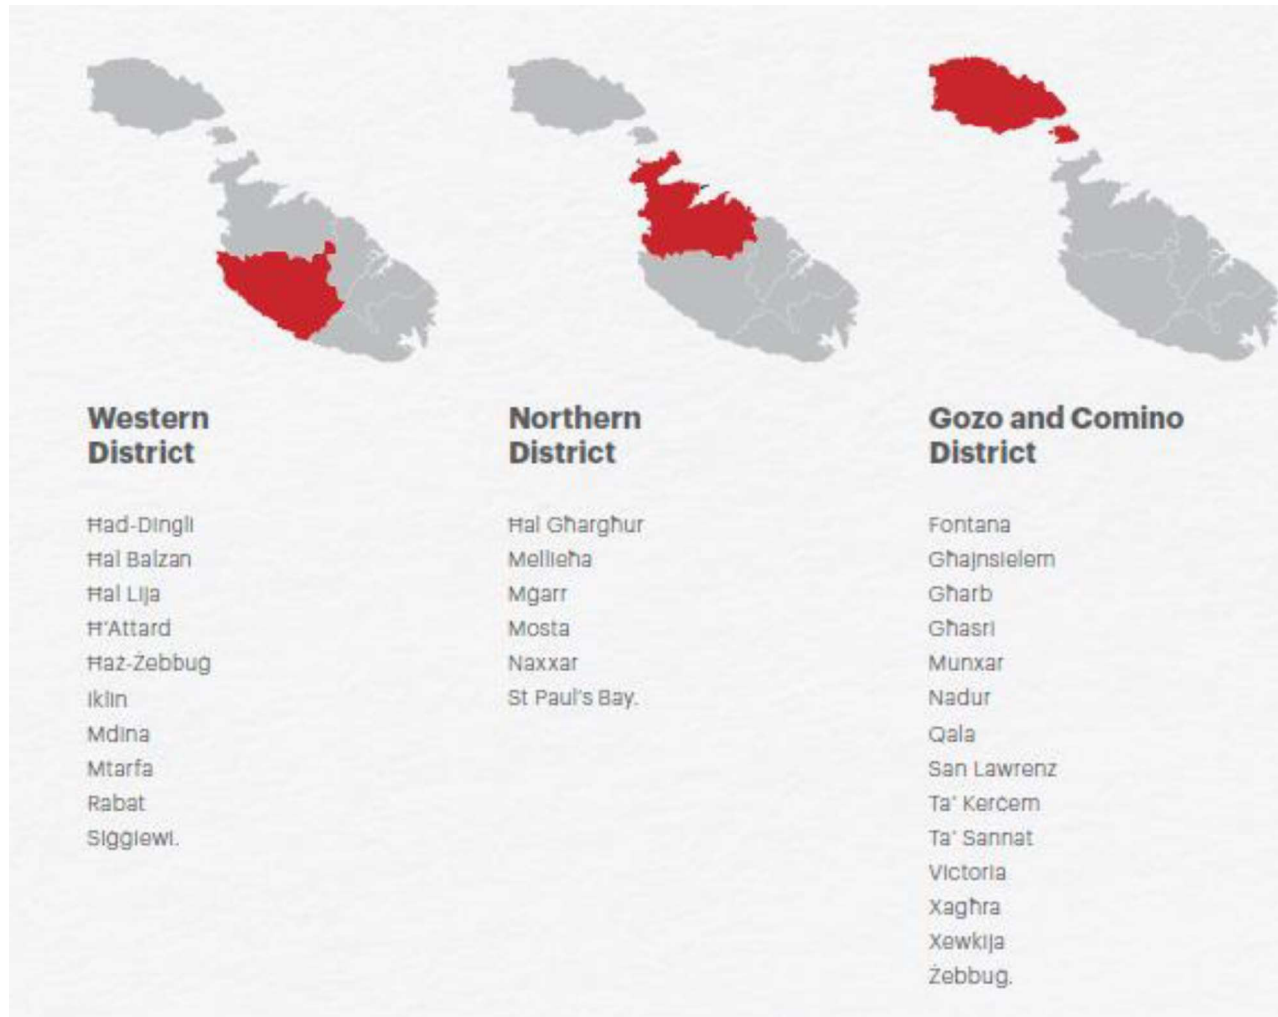 Western
District
Ħad-Dingli
Ħal Balzan
Ħal Lija
Ħ'Attard
Ħaż-Żebbug
Iklin
Mdina
Mtarfa
Rabat
Siġġiewi.
Northern
District
Ħal Għargħur
Mellieħa
Mġarr
Mosta
Naxxar
St Paul's Bay.
Gozo and Comino
District
Fontana
Għajnsielem
Għarb
Għasri
Munxar
Nadur
Qala
San Lawrenz
Ta' Kerċem
Ta' Sannat
Victoria
Xagħra
Xewkija
Żebbug.